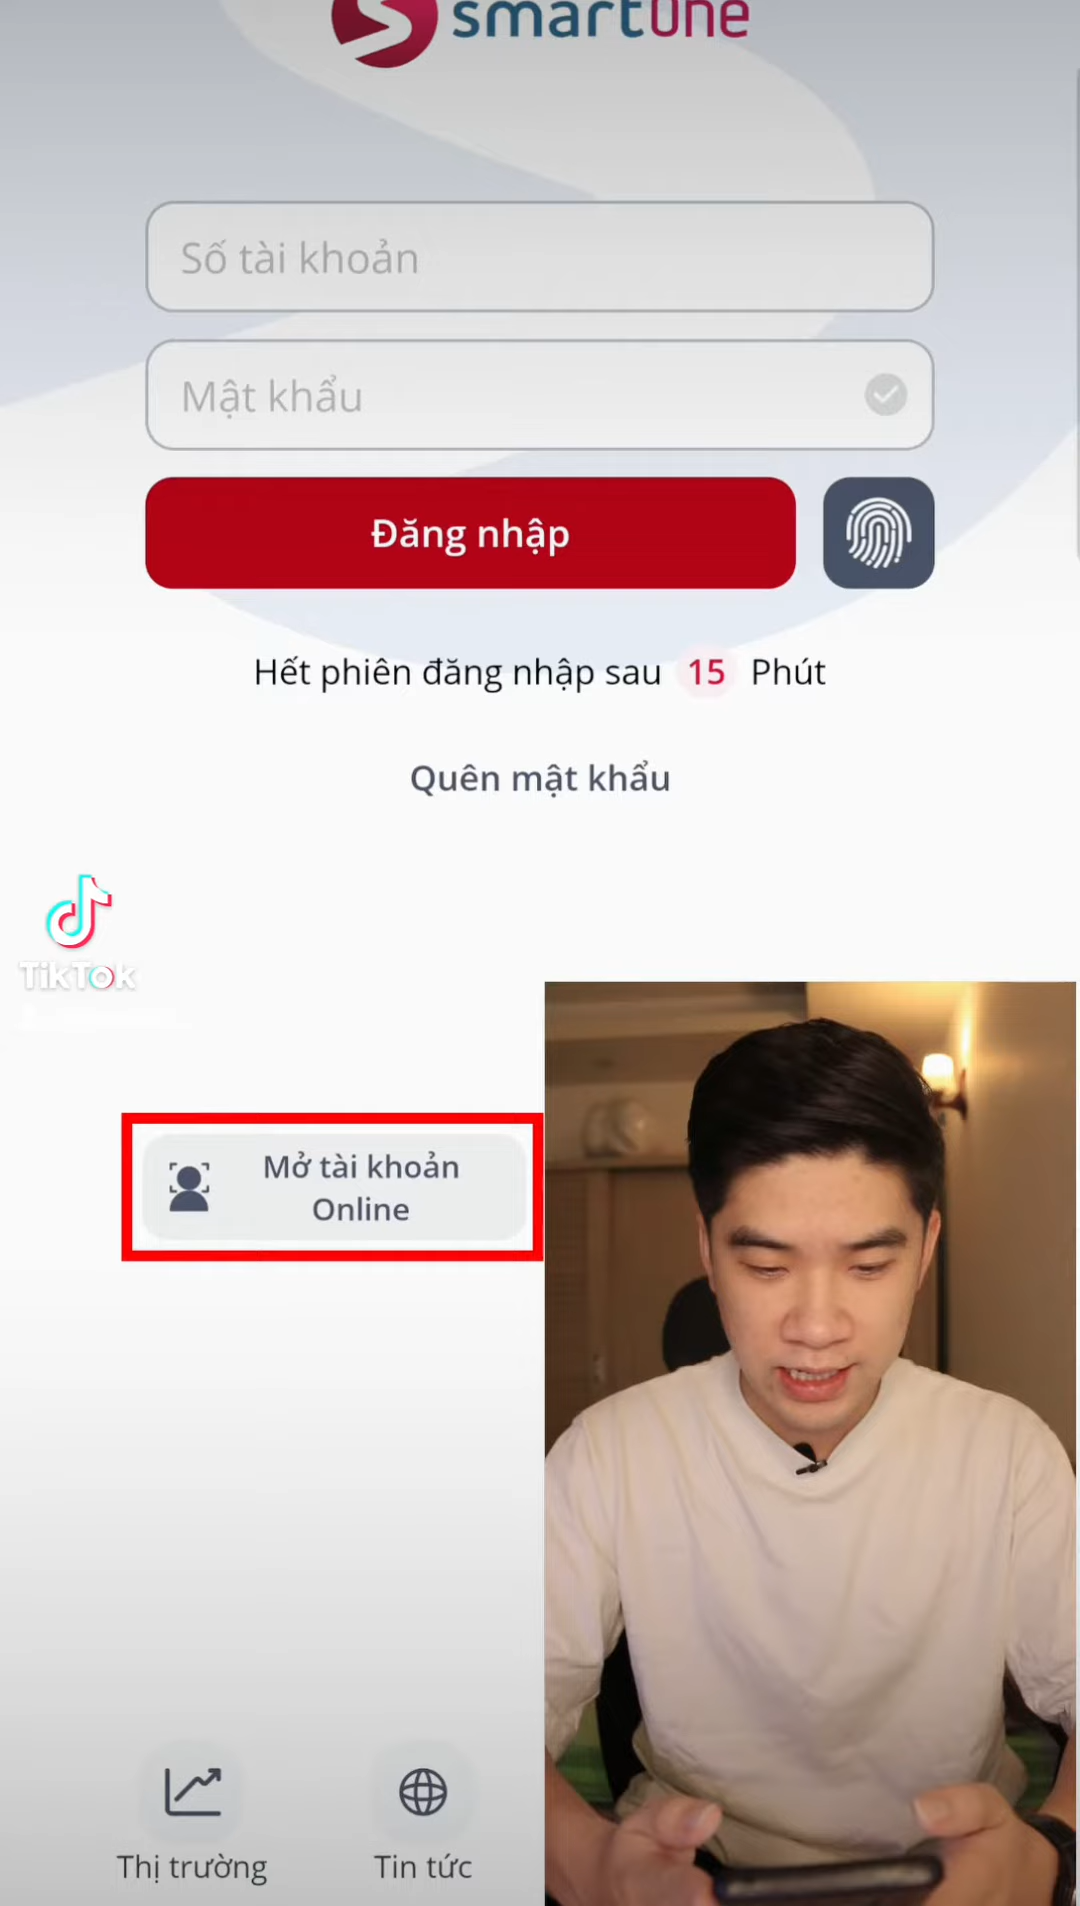 smartOne
Số tài khoản
Mật khẩu
Đăng nhập
Hết phiên đăng nhập sau 15 Phút
Quên mật khẩu
TikTok
Mở tài khoản
Online
Thị trường
Tin tức